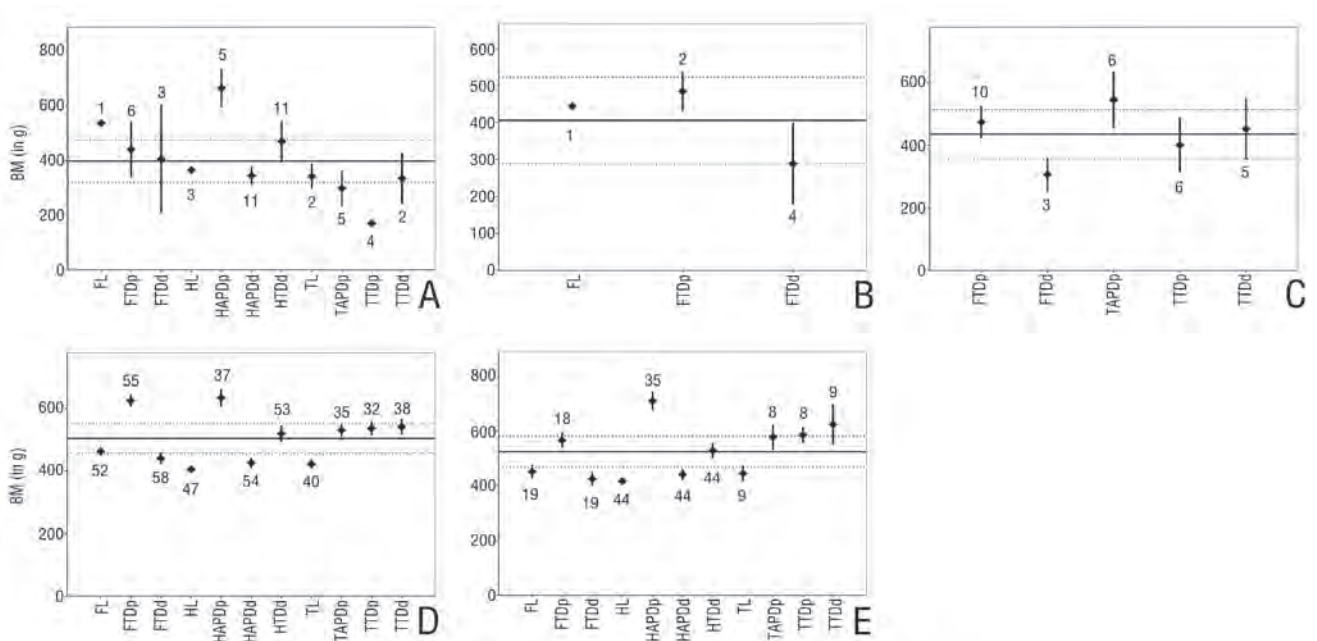 800
600
400
200
0
BM (in g)
1
6
3
3
5
11
11
2
5
4
2
FL
FTDp
FTDd
HL
HAPDp
HAPDd
HTDd
TL
TAPDp
TTDp
TTDd
A
600
500
400
300
200
100
0
1
2
4
FL
FTDp
FTDd
B
600
400
200
0
BM (in g)
10
3
6
6
5
FTDp
FTDd
TAPDp
TTDp
TTDd
C
600
400
200
0
BM (in g)
52
55
58
47
37
54
53
40
35
32
38
FL
FTDp
FTDd
HL
HAPDp
HAPDd
HTDd
TL
TAPDp
TTDp
TTDd
D
800
600
400
200
0
19
18
19
44
35
44
44
9
8
8
9
FL
FTDp
FTDd
HL
HAPDp
HAPDd
HTDd
TL
TAPDp
TTDp
TTDd
E